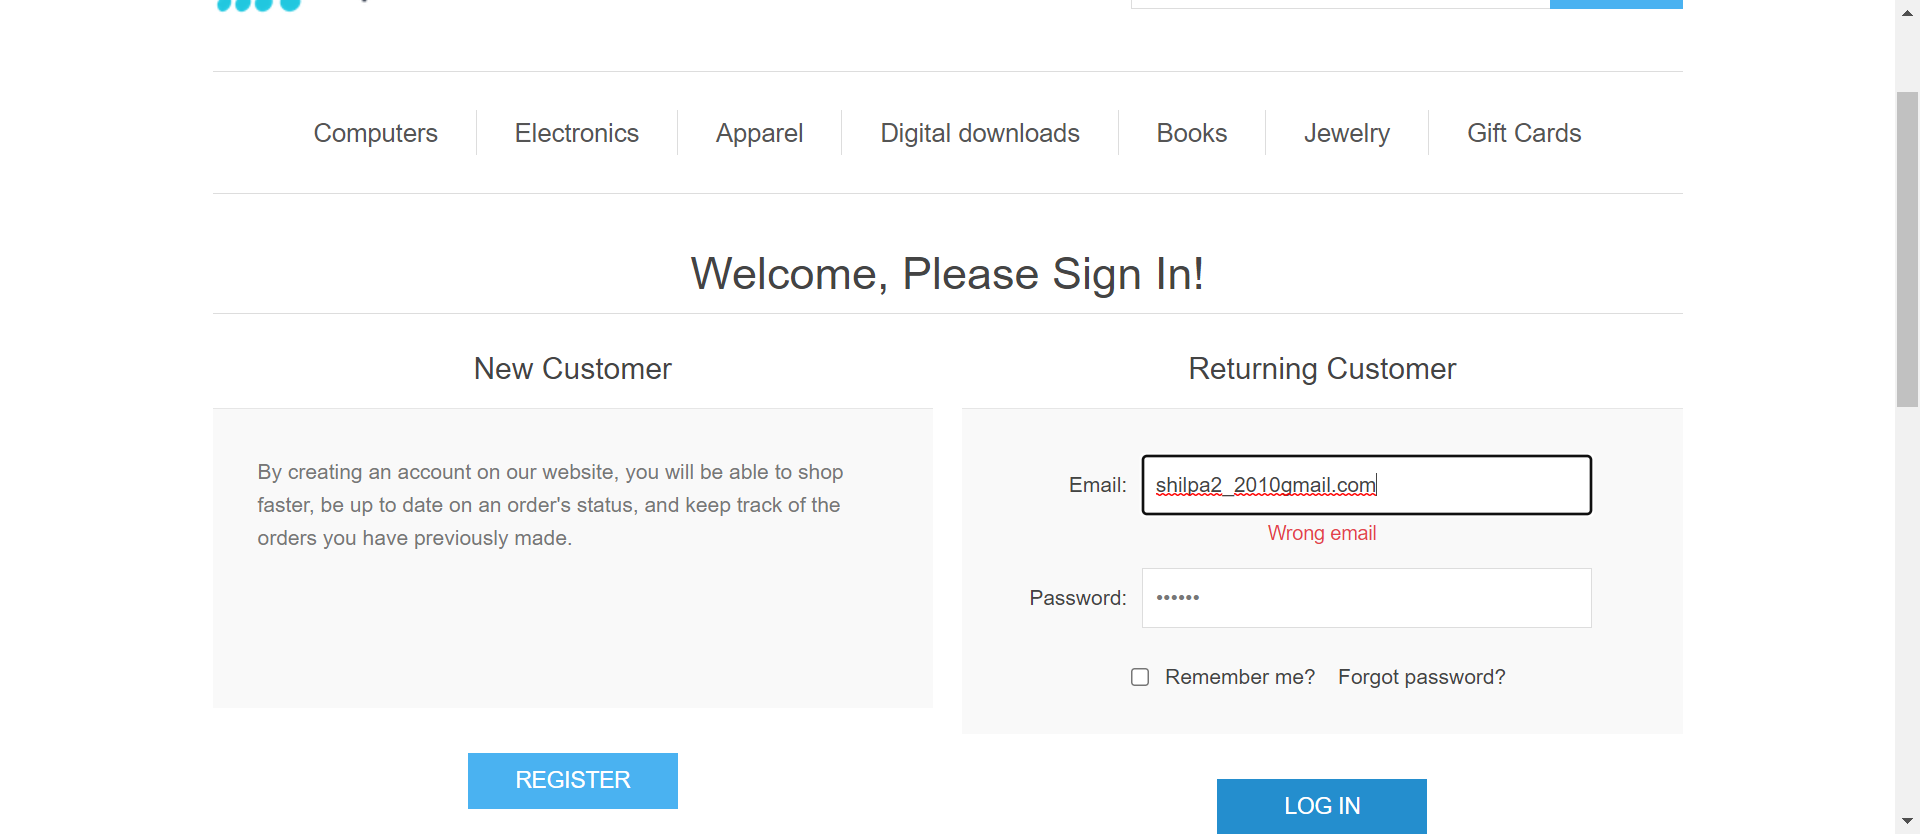 Computers
Electronics
Apparel
Digital downloads
Books
Jewelry
Gift Cards
Welcome, Please Sign In!
New Customer
By creating an account on our website, you will be able to shop
faster, be up to date on an order's status, and keep track of the
orders you have previously made.
REGISTER
Returning Customer
Email:
shilpa2_2010gmail.com
Wrong email
Password:
••••••
Remember me?
Forgot password?
LOG IN